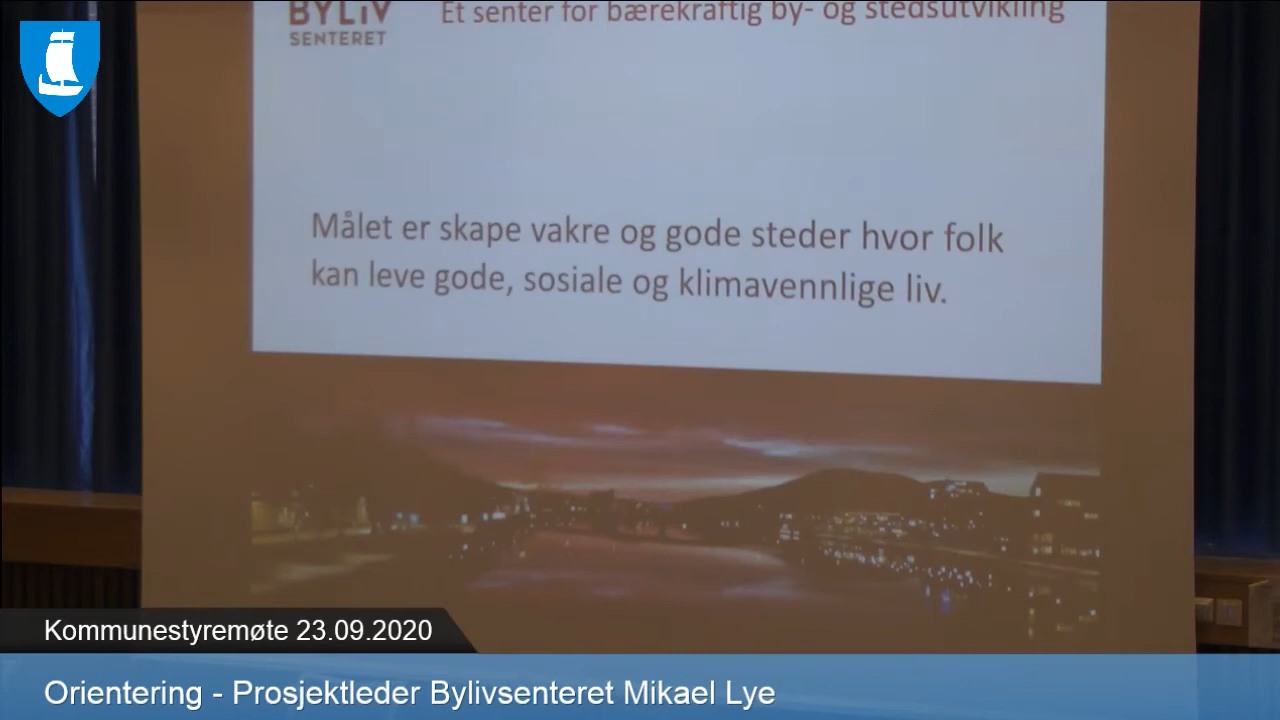 BYLIV
SENTERET
Et senter for bærekraftig by- og stedsutvikling
Målet er skape vakre og gode steder hvor folk
kan leve gode, sosiale og klimavennlige liv.
Kommunestyremøte 23.09.2020
Orientering - Prosjektleder Bylivsenteret Mikael Lye